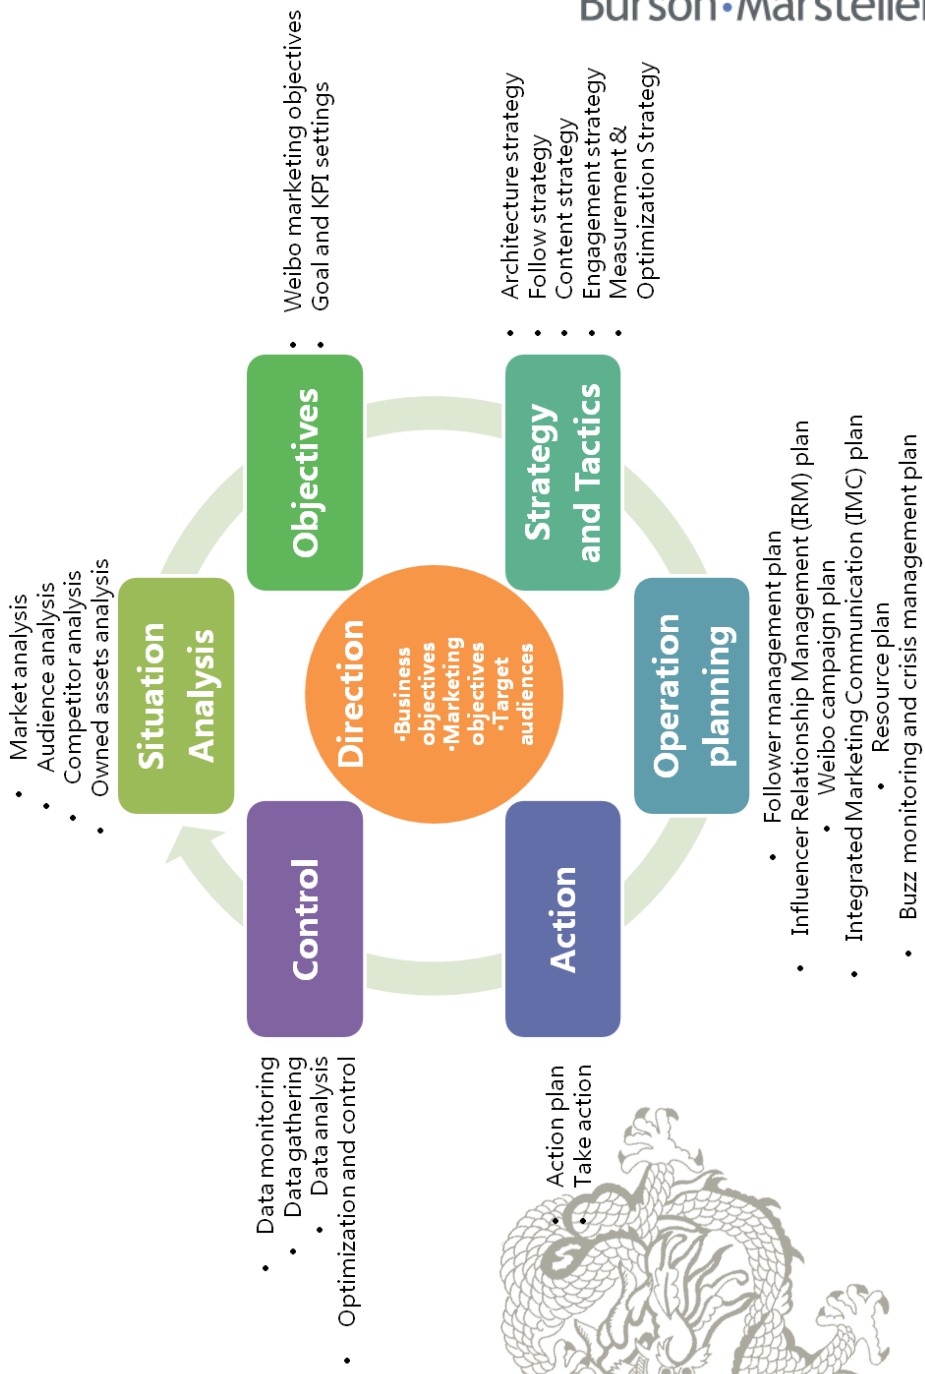 Burson•Marsteller
• Market analysis
• Audience analysis
• Competitor analysis
• Owned assets analysis
Situation
Analysis
Objectives
• Weibo marketing objectives
• Goal and KPI settings
Strategy
and Tactics
• Architecture strategy
• Follow strategy
• Content strategy
• Engagement strategy
• Measurement &
Optimization Strategy
Operation
planning
• Follower management plan
• Influencer Relationship Management (IRM) plan
• Weibo campaign plan
• Integrated Marketing Communication (IMC) plan
• Resource plan
• Buzz monitoring and crisis management plan
Action
• Action plan
• Take action
Control
• Data monitoring
• Data gathering
• Data analysis
• Optimization and control
Direction
•Business
objectives
•Marketing
objectives
•Target
audiences